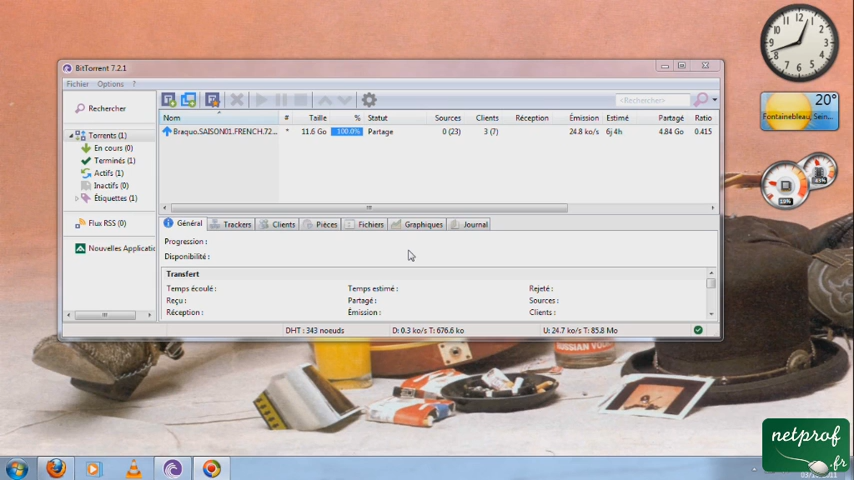 BitTorrent 7.2.1
Fichier Options ?
<Rechercher>
Rechercher
Nom # Taille % Statut Sources Clients Réception Émission Estimé Partagé Ratio
Braquo.SAISON01.FRENCH.72... * 11.6 Go 100.0% Partage 0 (23) 3 (7) 24.8 ko/s 6j 4h 4.84 Go 0.415
Torrents (1)
En cours (0)
Terminés (1)
Actifs (1)
Inactifs (0)
Étiquettes (1)
Flux RSS (0)
Nouvelles Applicatio
Général Trackers Clients Pièces Fichiers Graphiques Journal
Progression :
Disponibilité :
Transfert
Temps écoulé : Temps estimé : Rejeté :
Reçu : Partagé : Sources :
Réception : Émission : Clients :
DHT : 343 noeuds D: 0.3 ko/s T: 676.6 ko U: 24.7 ko/s T: 85.8 Mo
20°
Fontainebleau, Sein...
19%
RUSSIAN VOD
netprof
.fr